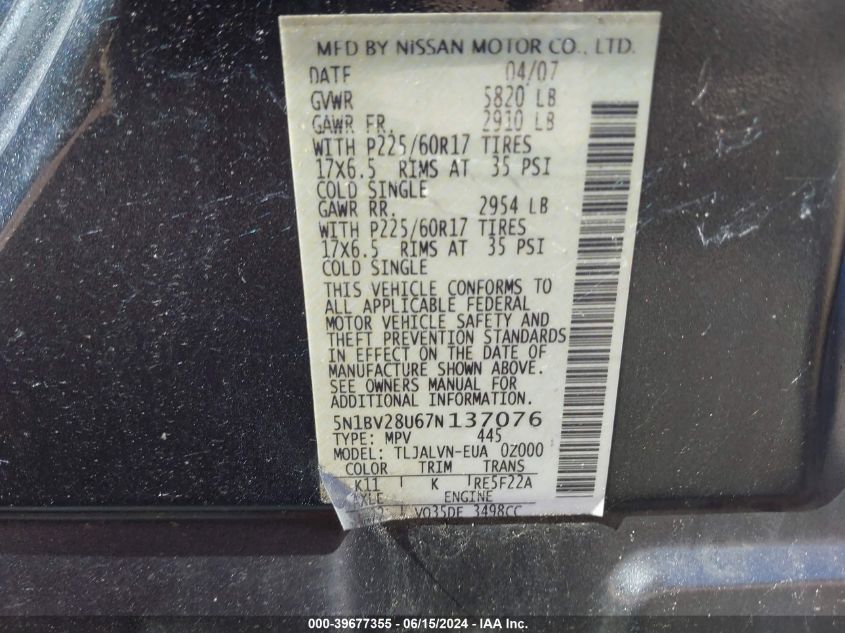 MFD BY NISSAN MOTOR CO., LTD.
DATE 04/07
GVWR 5820 LB
GAWR FR. 2910 LB
WITH P225/60R17 TIRES
17X6.5 RIMS AT 35 PSI
COLD SINGLE
GAWR RR. 2954 LB
WITH P225/60R17 TIRES
17X6.5 RIMS AT 35 PSI
COLD SINGLE
THIS VEHICLE CONFORMS TO
ALL APPLICABLE FEDERAL
MOTOR VEHICLE SAFETY AND
THEFT PREVENTION STANDARDS
IN EFFECT ON THE DATE OF
MANUFACTURE SHOWN ABOVE.
SEE OWNERS MANUAL FOR
ADDITIONAL INFORMATION.
5N1BV28U67N137076
TYPE: MPV 445
MODEL: TLJALVN-EUA 0Z000
COLOR TRIM TRANS
K11 K RE5F22A
AXLE ENGINE
VQ35DE 3498CC
000-39677355 - 06/15/2024 - IAA Inc.